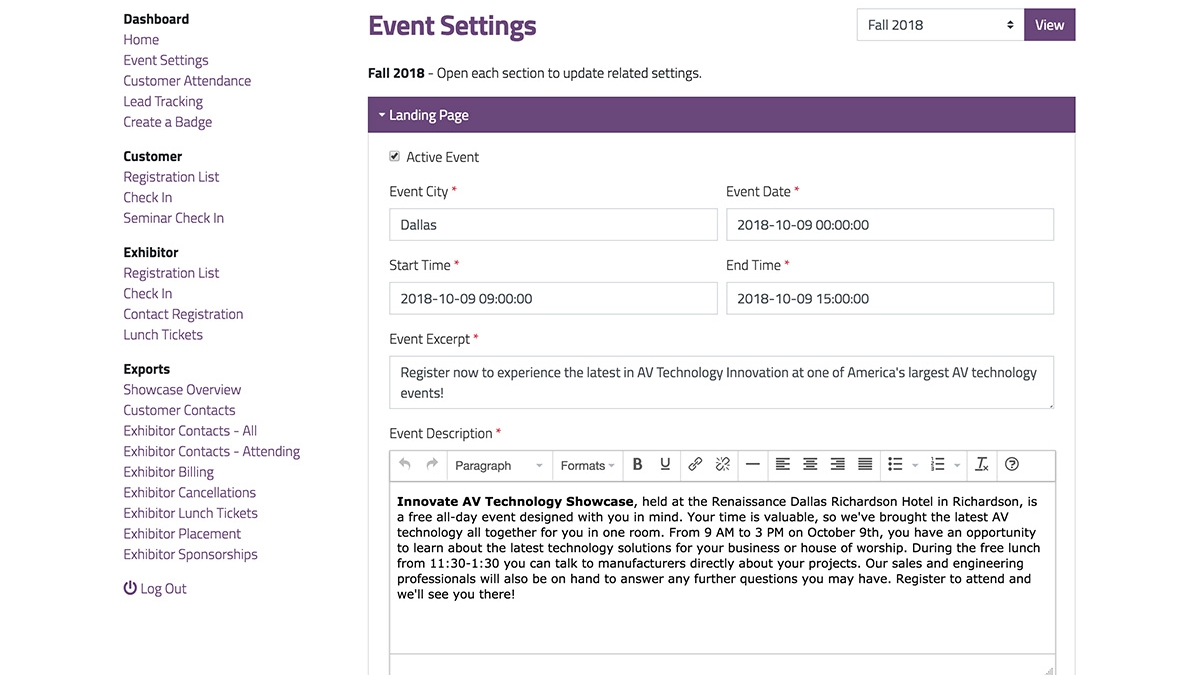 Dashboard
Home
Event Settings
Customer Attendance
Lead Tracking
Create a Badge
Customer
Registration List
Check In
Seminar Check In
Exhibitor
Registration List
Check In
Contact Registration
Lunch Tickets
Exports
Showcase Overview
Customer Contacts
Exhibitor Contacts - All
Exhibitor Contacts - Attending
Exhibitor Billing
Exhibitor Cancellations
Exhibitor Lunch Tickets
Exhibitor Placement
Exhibitor Sponsorships
Log Out
Event Settings
Fall 2018 View
Fall 2018 - Open each section to update related settings.
Landing Page
Active Event
Event City * Event Date *
Dallas 2018-10-09 00:00:00
Start Time * End Time *
2018-10-09 09:00:00 2018-10-09 15:00:00
Event Excerpt *
Register now to experience the latest in AV Technology Innovation at one of America's largest AV technology
events!
Event Description *
Paragraph Formats B U
Innovate AV Technology Showcase, held at the Renaissance Dallas Richardson Hotel in Richardson, is
a free all-day event designed with you in mind. Your time is valuable, so we've brought the latest AV
technology all together for you in one room. From 9 AM to 3 PM on October 9th, you have an opportunity
to learn about the latest technology solutions for your business or house of worship. During the free lunch
from 11:30-1:30 you can talk to manufacturers directly about your projects. Our sales and engineering
professionals will also be on hand to answer any further questions you may have. Register to attend and
we'll see you there!